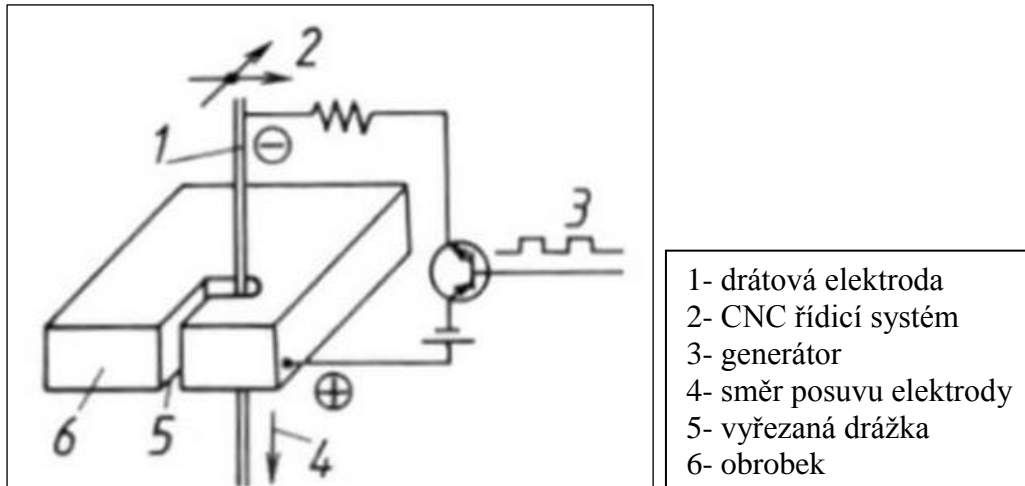 2
1
⊖
3
⊕
6
5
4
1- drátová elektroda
2- CNC řídicí systém
3- generátor
4- směr posuvu elektrody
5- vyřezaná drážka
6- obrobek